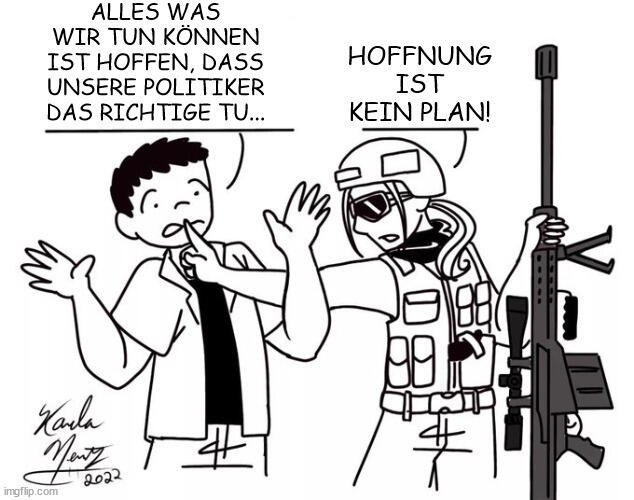 ALLES WAS
WIR TUN KÖNNEN
IST HOFFEN, DASS
UNSERE POLITIKER
DAS RICHTIGE TU...
HOFFNUNG
IST
KEIN PLAN!
Karla
Mentz
2022
imgflip.com